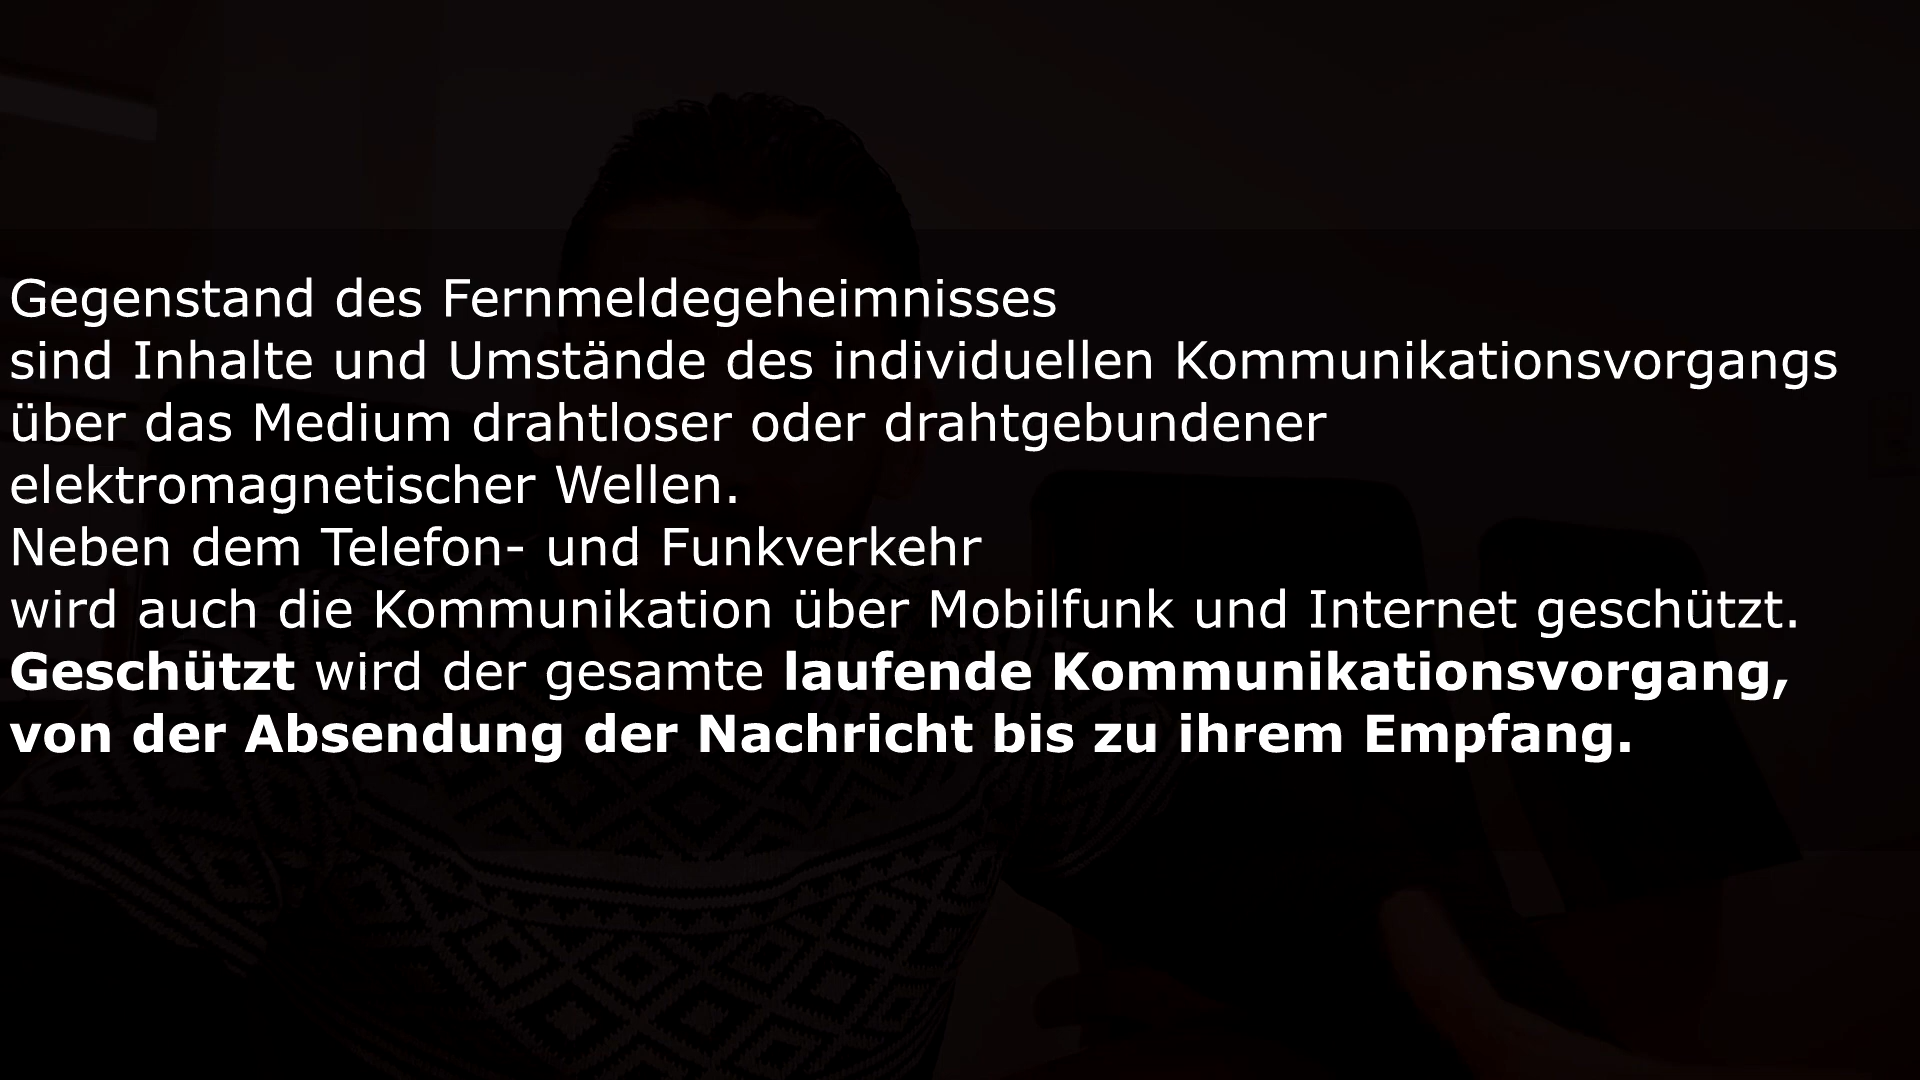 Gegenstand des Fernmeldegeheimnisses
sind Inhalte und Umstände des individuellen Kommunikationsvorgangs
über das Medium drahtloser oder drahtgebundener
elektromagnetischer Wellen.
Neben dem Telefon- und Funkverkehr
wird auch die Kommunikation über Mobilfunk und Internet geschützt.
Geschützt wird der gesamte laufende Kommunikationsvorgang,
von der Absendung der Nachricht bis zu ihrem Empfang.